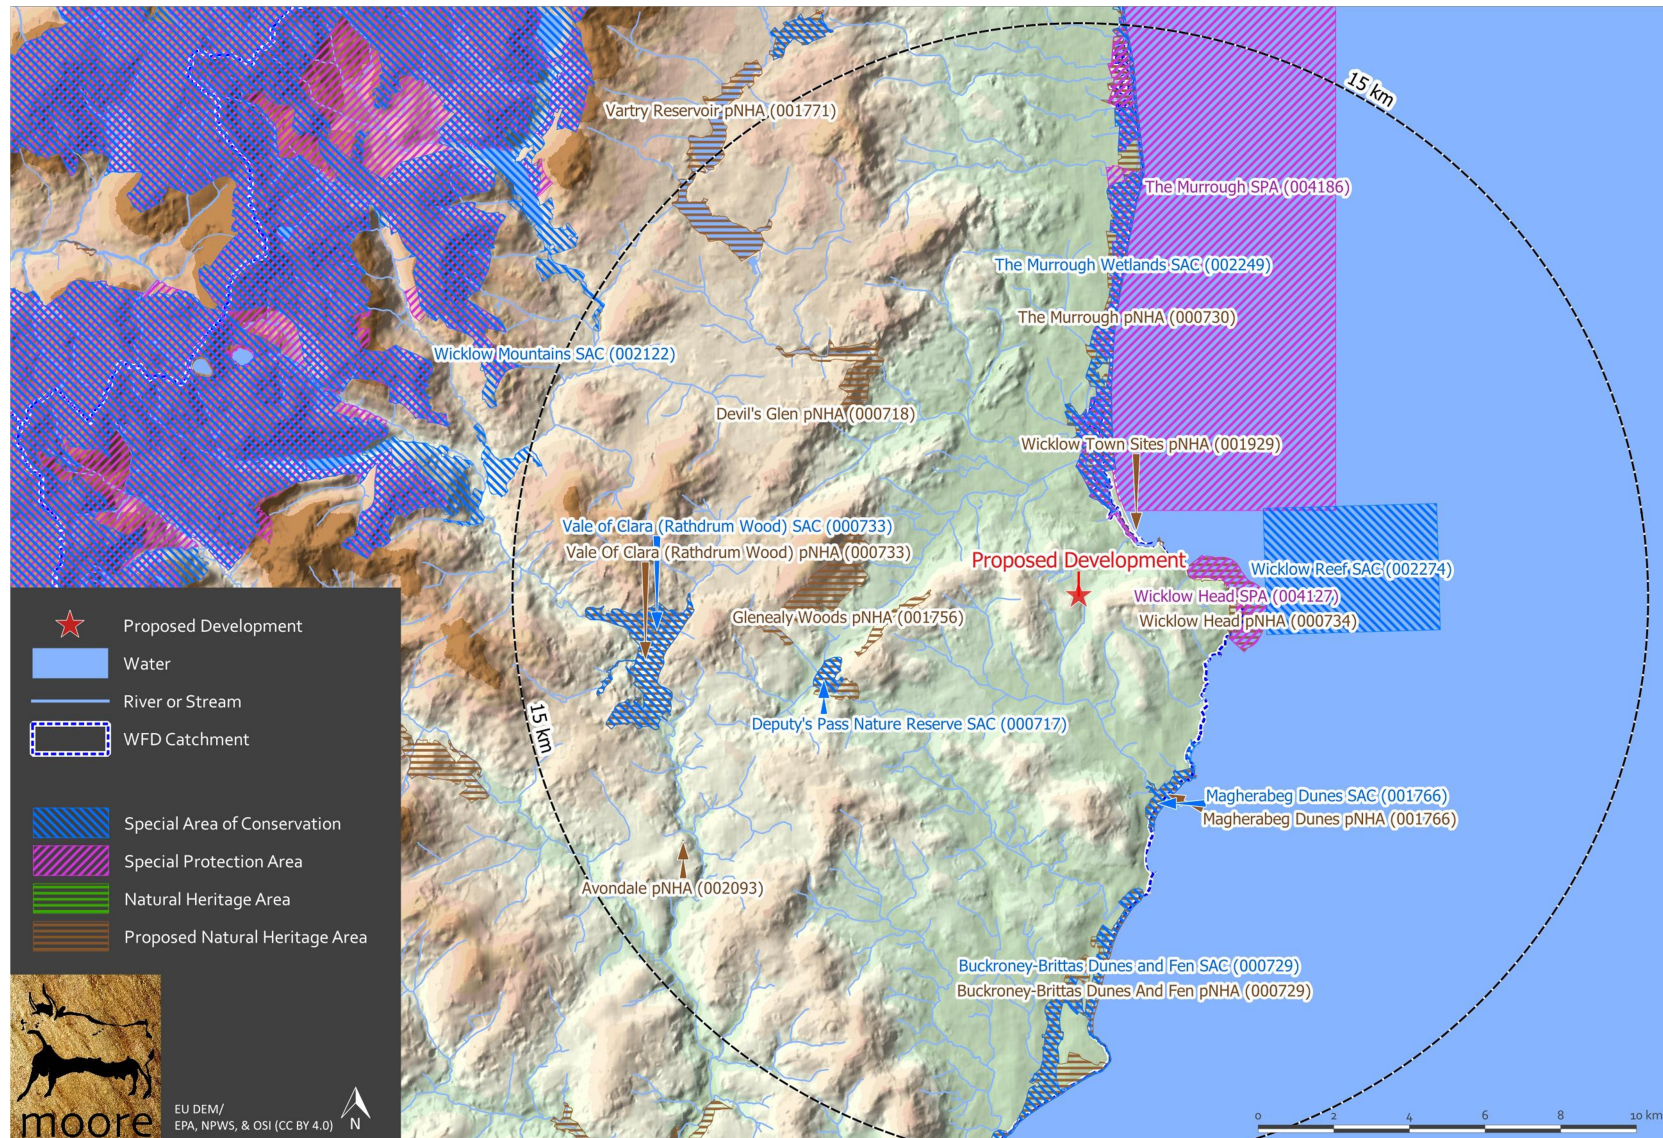 15 km
Vartry Reservoir pNHA (001771)
The Murrough SPA (004186)
The Murrough Wetlands SAC (002249)
The Murrough pNHA (000730)
Wicklow Mountains SAC (002122)
Devil's Glen pNHA (000718)
Wicklow Town Sites pNHA (001929)
Vale of Clara (Rathdrum Wood) SAC (000733)
Vale Of Clara (Rathdrum Wood) pNHA (000733)
Proposed Development
Wicklow Reef SAC (002274)
Wicklow Head SPA (004127)
Wicklow Head pNHA (000734)
Glenealy Woods pNHA (001756)
15 km
Deputy's Pass Nature Reserve SAC (000717)
Magherabeg Dunes SAC (001766)
Magherabeg Dunes pNHA (001766)
Avondale pNHA (002093)
Buckroney-Brittas Dunes and Fen SAC (000729)
Buckroney-Brittas Dunes And Fen pNHA (000729)
Proposed Development
Water
River or Stream
WFD Catchment
Special Area of Conservation
Special Protection Area
Natural Heritage Area
Proposed Natural Heritage Area
moore
EU DEM/
EPA, NPWS, & OSI (CC BY 4.0)
N
0 2 4 6 8 10 km